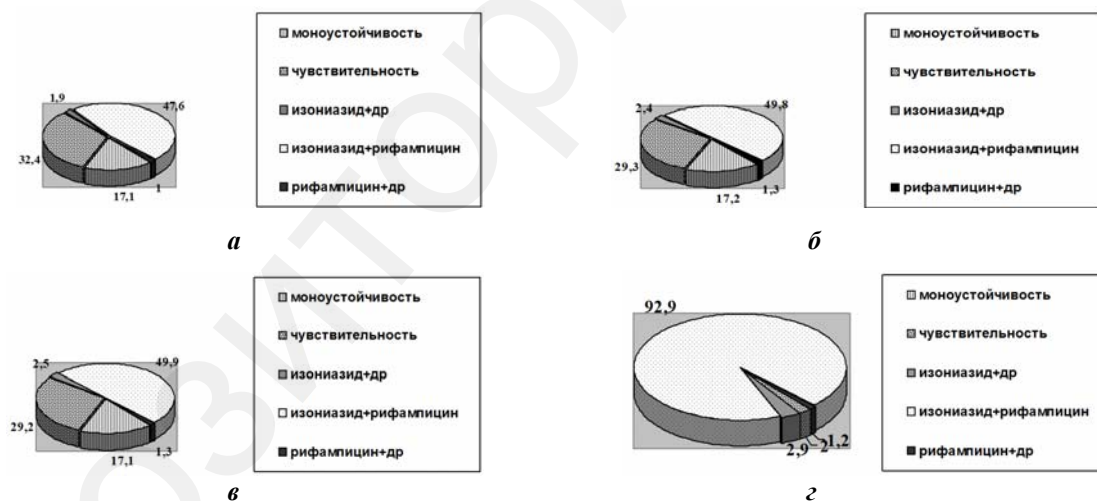 моноустойчивость
чувствительность
изониазид+др
изониазид+рифампицин
рифампицин+др
1,9
47,6
32,4
17,1
1
а
моноустойчивость
чувствительность
изониазид+др
изониазид+рифампицин
рифампицин+др
2,4
49,8
29,3
17,2
1,3
б
моноустойчивость
чувствительность
изониазид+др
изониазид+рифампицин
рифампицин+др
2,5
49,9
29,2
17,1
1,3
в
моноустойчивость
чувствительность
изониазид+др
изониазид+рифампицин
рифампицин+др
92,9
2,9
2
1,2
г